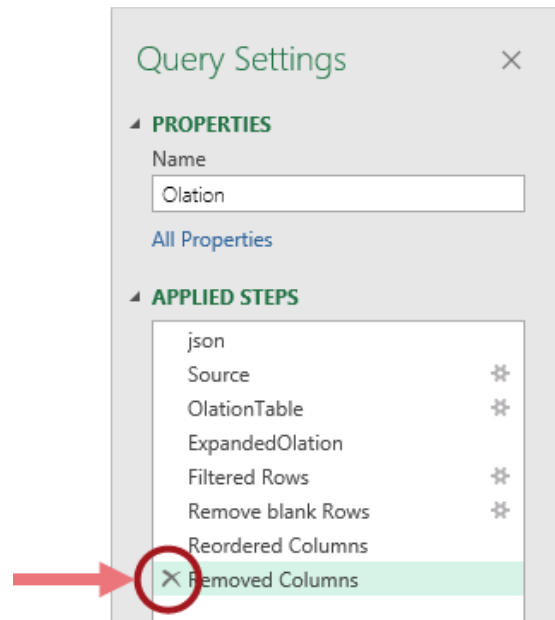 Query Settings
PROPERTIES
Name
Olation
All Properties
APPLIED STEPS
json
Source
OlationTable
ExpandedOlation
Filtered Rows
Remove blank Rows
Reordered Columns
Removed Columns